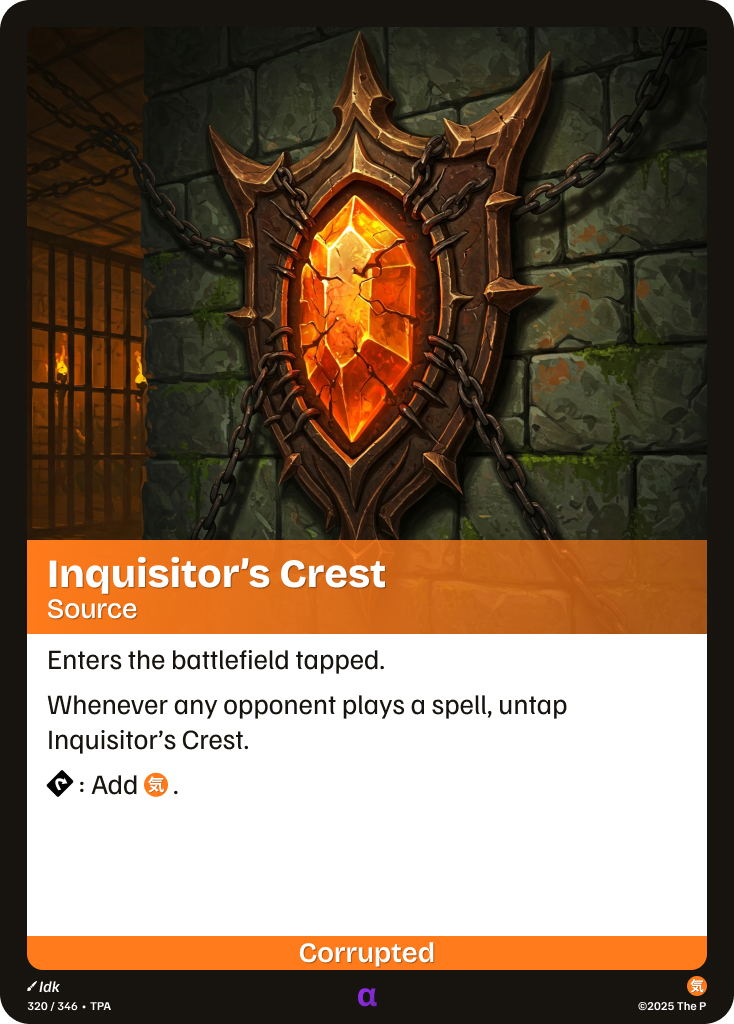 Inquisitor’s Crest
Source
Enters the battlefield tapped.
Whenever any opponent plays a spell, untap
Inquisitor’s Crest.
: Add 気 .
Corrupted
Idk
320 / 346 • TPA
α
気
©2025 The P